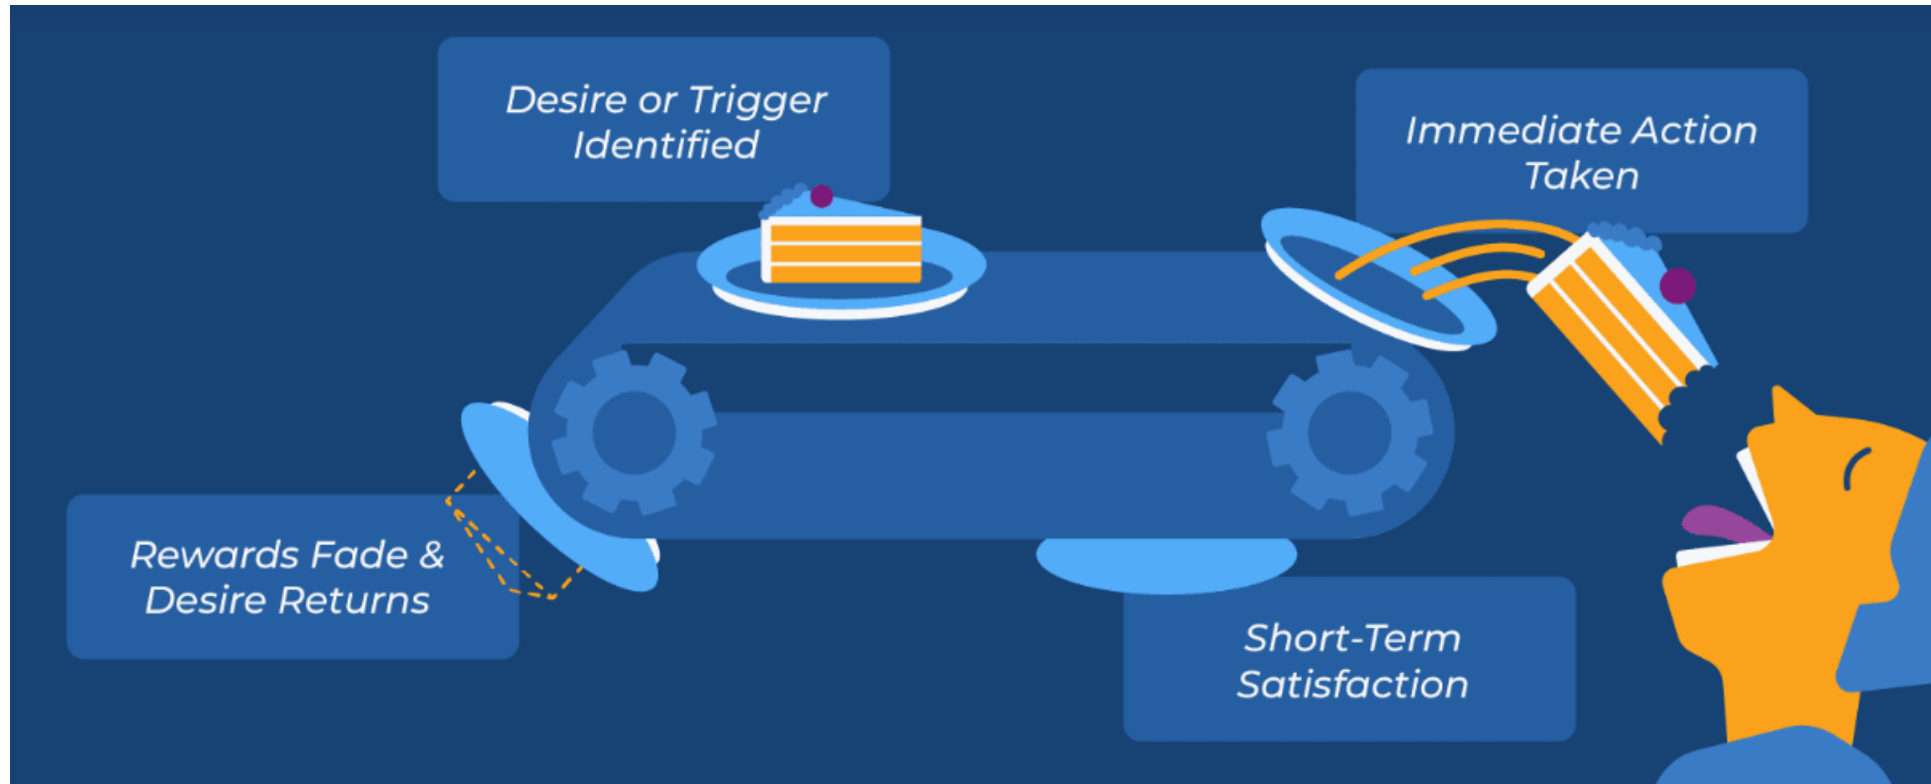 Desire or Trigger
Identified
Immediate Action
Taken
Rewards Fade &
Desire Returns
Short-Term
Satisfaction